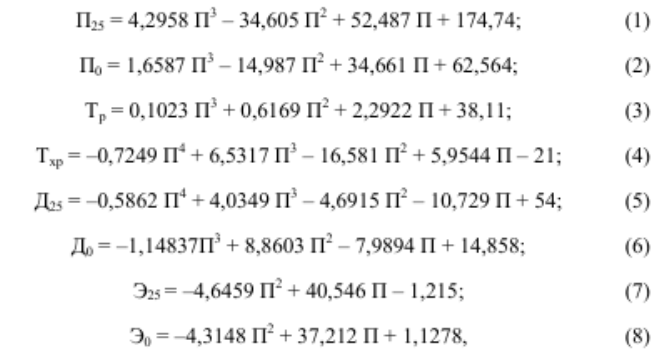 П₂₅ = 4,2958 П³ – 34,605 П² + 52,487 П + 174,74; (1)
П₀ = 1,6587 П³ – 14,987 П² + 34,661 П + 62,564; (2)
Тₚ = 0,1023 П³ + 0,6169 П² + 2,2922 П + 38,11; (3)
Тхр = –0,7249 П⁴ + 6,5317 П³ – 16,581 П² + 5,9544 П – 21; (4)
Д₂₅ = –0,5862 П⁴ + 4,0349 П³ – 4,6915 П² – 10,729 П + 54; (5)
Д₀ = –1,14837П³ + 8,8603 П² – 7,9894 П + 14,858; (6)
Э₂₅ = –4,6459 П² + 40,546 П – 1,215; (7)
Э₀ = –4,3148 П² + 37,212 П + 1,1278, (8)